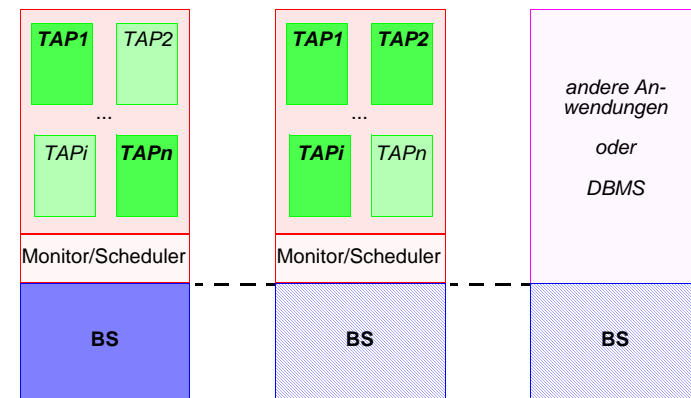 TAP1 TAP2
...
TAPi TAPn
Monitor/Scheduler
BS
TAP1 TAP2
...
TAPi TAPn
Monitor/Scheduler
BS
andere An-
wendungen
oder
DBMS
BS